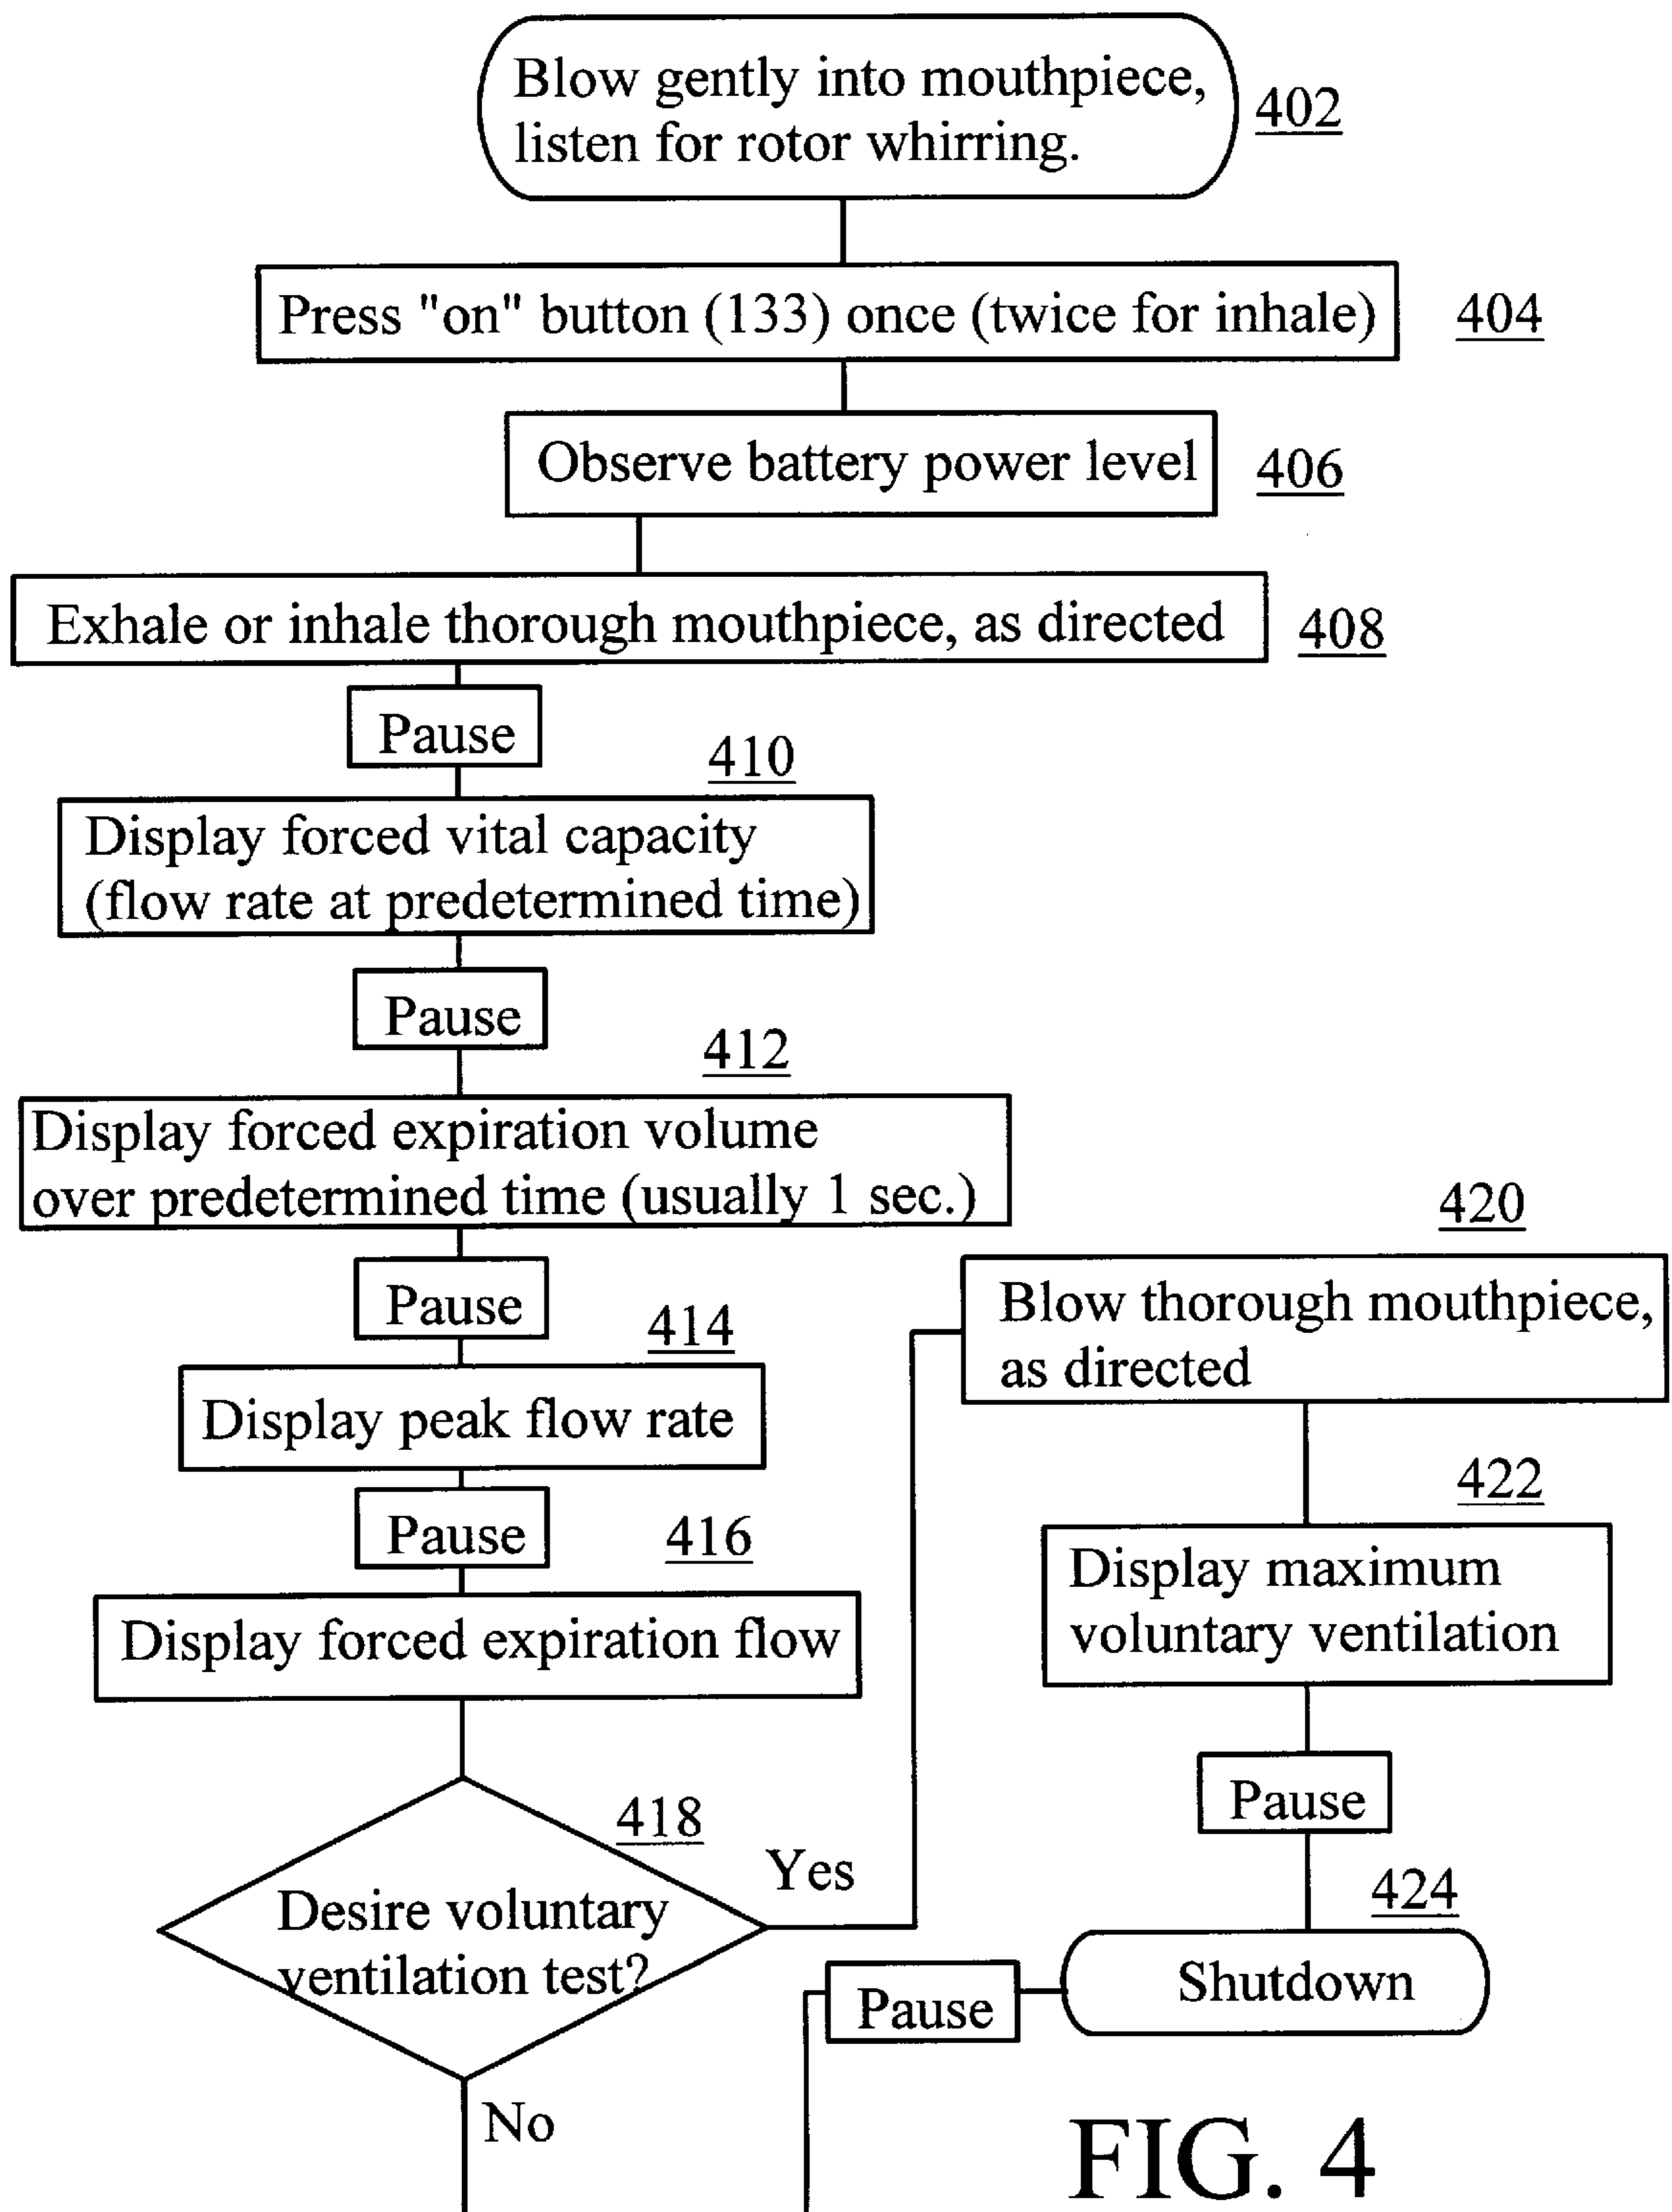 Blow gently into mouthpiece,
listen for rotor whirring.
402
Press "on" button (133) once (twice for inhale)
404
Observe battery power level
406
Exhale or inhale thorough mouthpiece, as directed
408
Pause
410
Display forced vital capacity
(flow rate at predetermined time)
Pause
412
Display forced expiration volume
over predetermined time (usually 1 sec.)
Pause
414
Display peak flow rate
Pause
416
Display forced expiration flow
418
Desire voluntary
ventilation test?
Yes
No
420
Blow thorough mouthpiece,
as directed
422
Display maximum
voluntary ventilation
Pause
424
Shutdown
Pause
FIG. 4